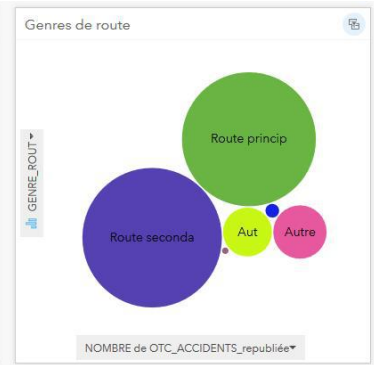 Genres de route
Route princip
GENRE_ROUT
Route seconda
Aut
Autre
NOMBRE de OTC_ACCIDENTS_republiée